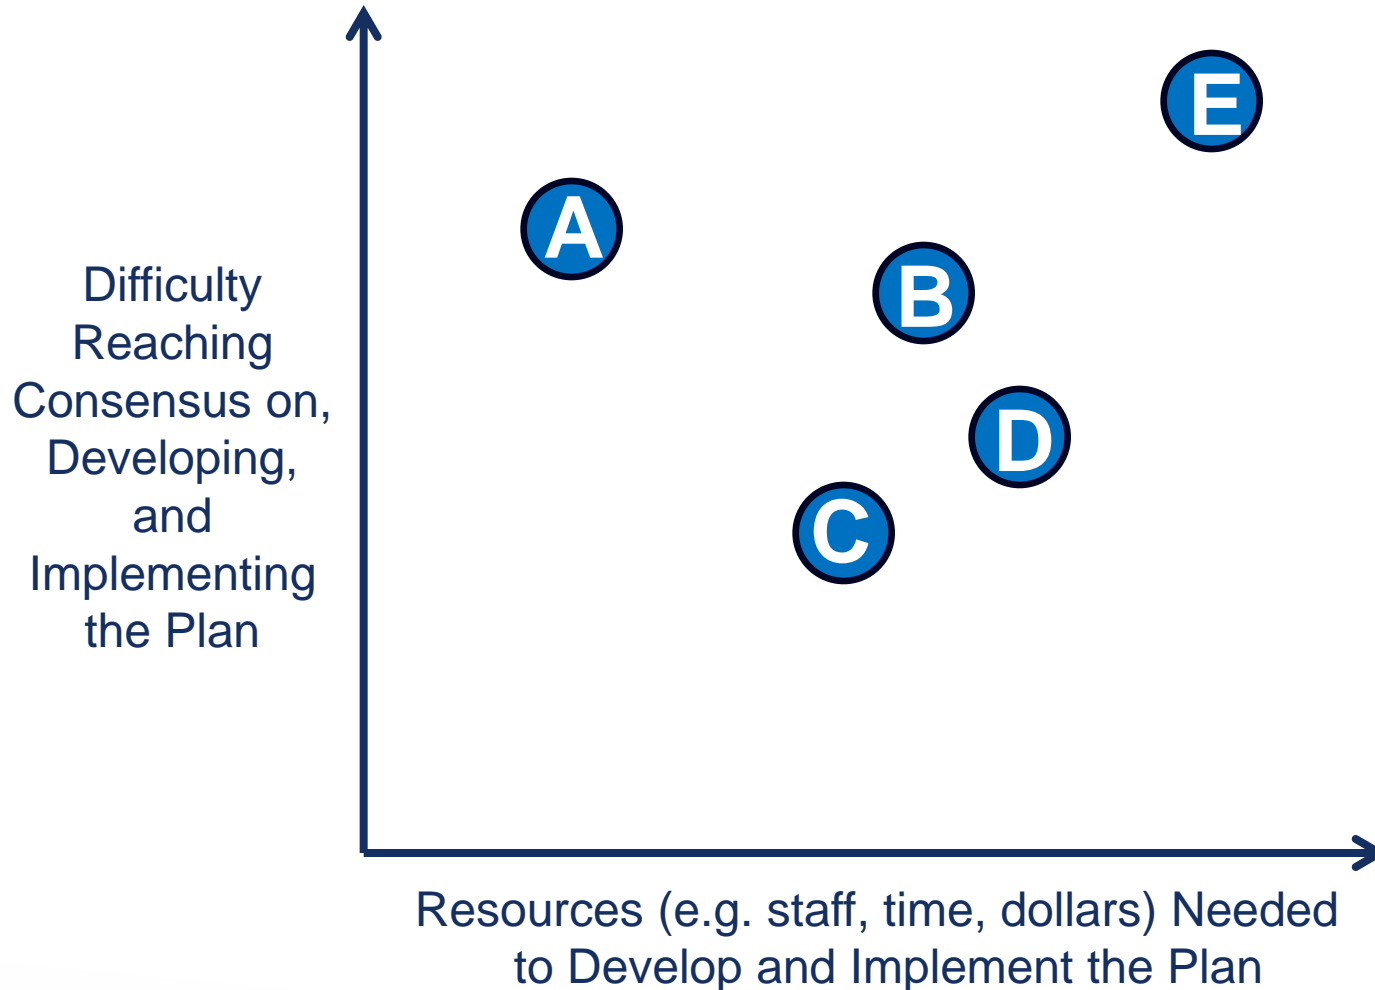 E
A
B
D
C
Difficulty
Reaching
Consensus on,
Developing,
and
Implementing
the Plan
Resources (e.g. staff, time, dollars) Needed
to Develop and Implement the Plan